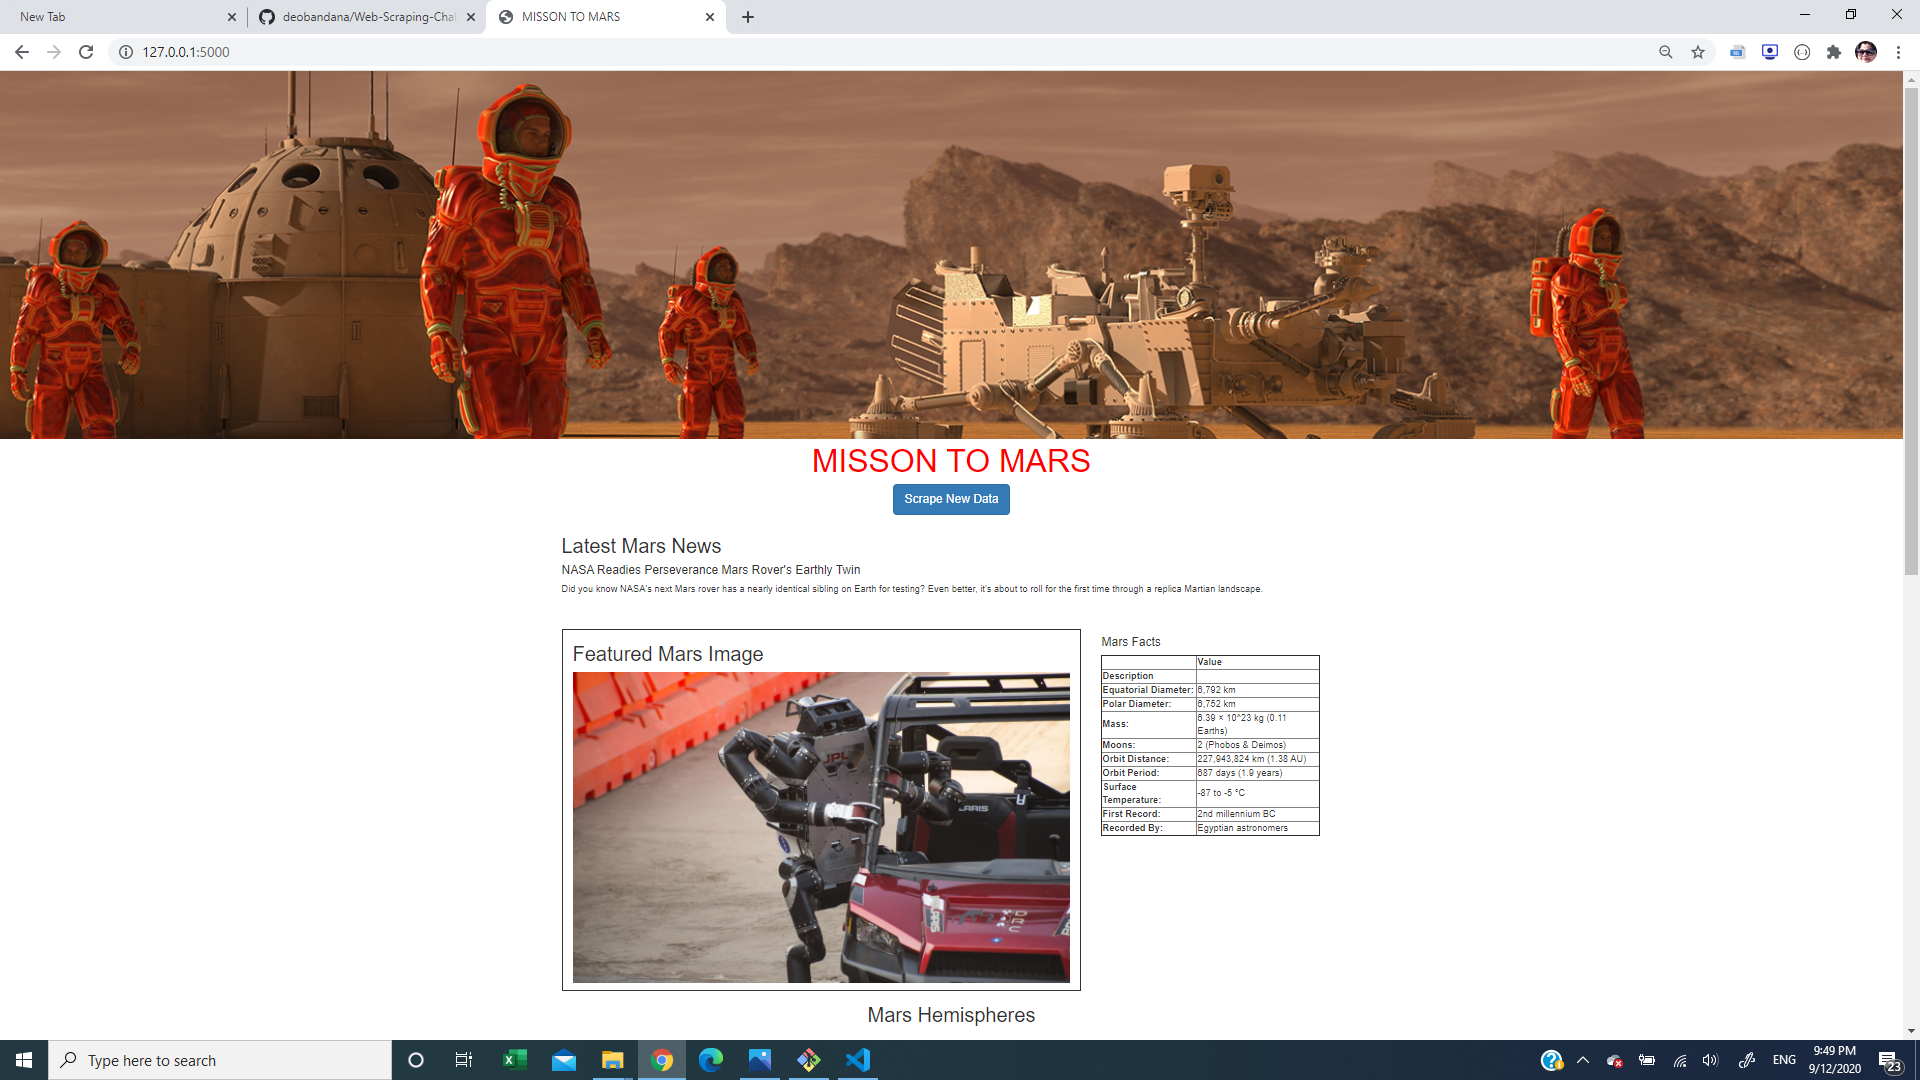 New Tab
deobandana/Web-Scraping-Chal
MISSON TO MARS
127.0.0.1:5000
MISSON TO MARS
Scrape New Data
Latest Mars News
NASA Readies Perseverance Mars Rover's Earthly Twin
Did you know NASA's next Mars rover has a nearly identical sibling on Earth for testing? Even better, it's about to roll for the first time through a replica Martian landscape.
Featured Mars Image
JPL
LARIS
DRC
Mars Facts
Value
Description
Equatorial Diameter: 6,792 km
Polar Diameter: 6,752 km
Mass: 6.39 × 10^23 kg (0.11
Earths)
Moons: 2 (Phobos & Deimos)
Orbit Distance: 227,943,824 km (1.38 AU)
Orbit Period: 687 days (1.9 years)
Surface
Temperature: -87 to -5 °C
First Record: 2nd millennium BC
Recorded By: Egyptian astronomers
Mars Hemispheres
Type here to search
ENG
9:49 PM
9/12/2020
23